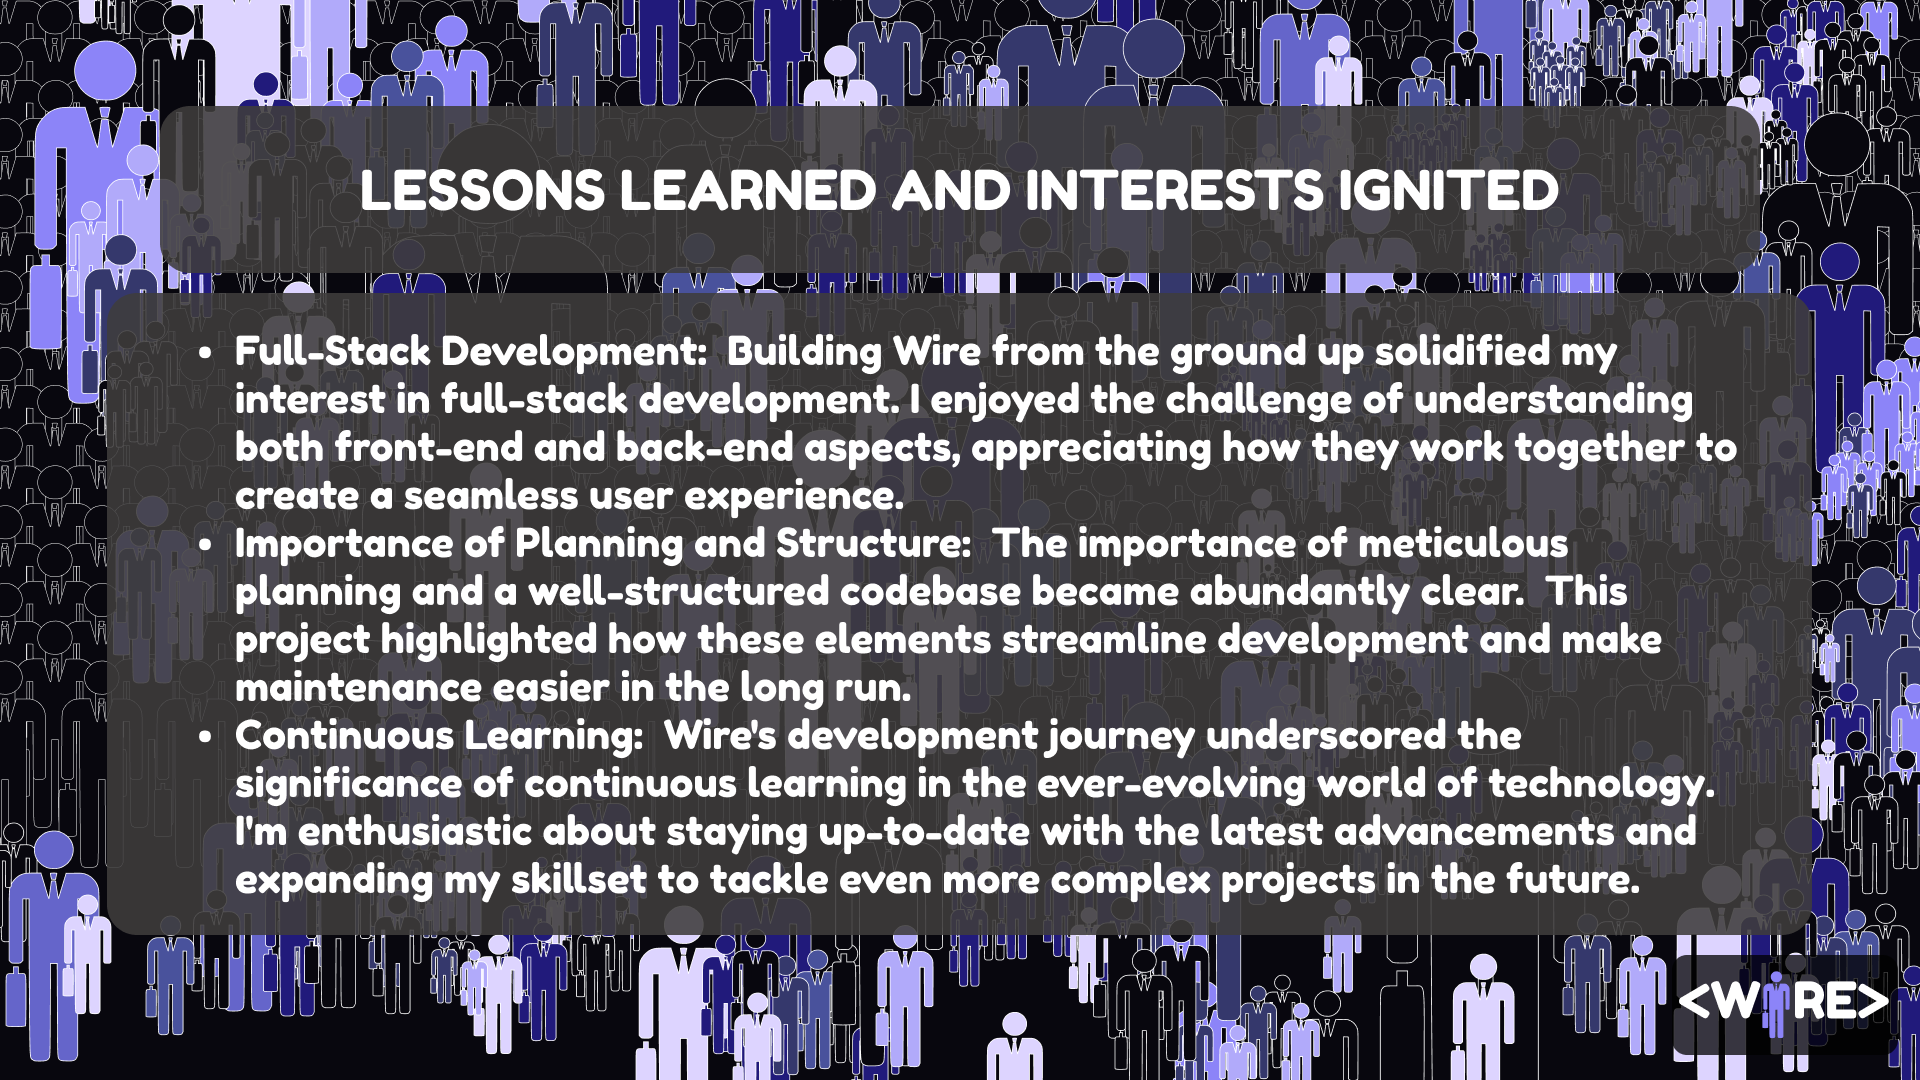 LESSONS LEARNED AND INTERESTS IGNITED
• Full-Stack Development:  Building Wire from the ground up solidified my
interest in full-stack development. I enjoyed the challenge of understanding
both front-end and back-end aspects, appreciating how they work together to
create a seamless user experience.
• Importance of Planning and Structure:  The importance of meticulous
planning and a well-structured codebase became abundantly clear.  This
project highlighted how these elements streamline development and make
maintenance easier in the long run.
• Continuous Learning:  Wire's development journey underscored the
significance of continuous learning in the ever-evolving world of technology.
I'm enthusiastic about staying up-to-date with the latest advancements and
expanding my skillset to tackle even more complex projects in the future.
<WIRE>